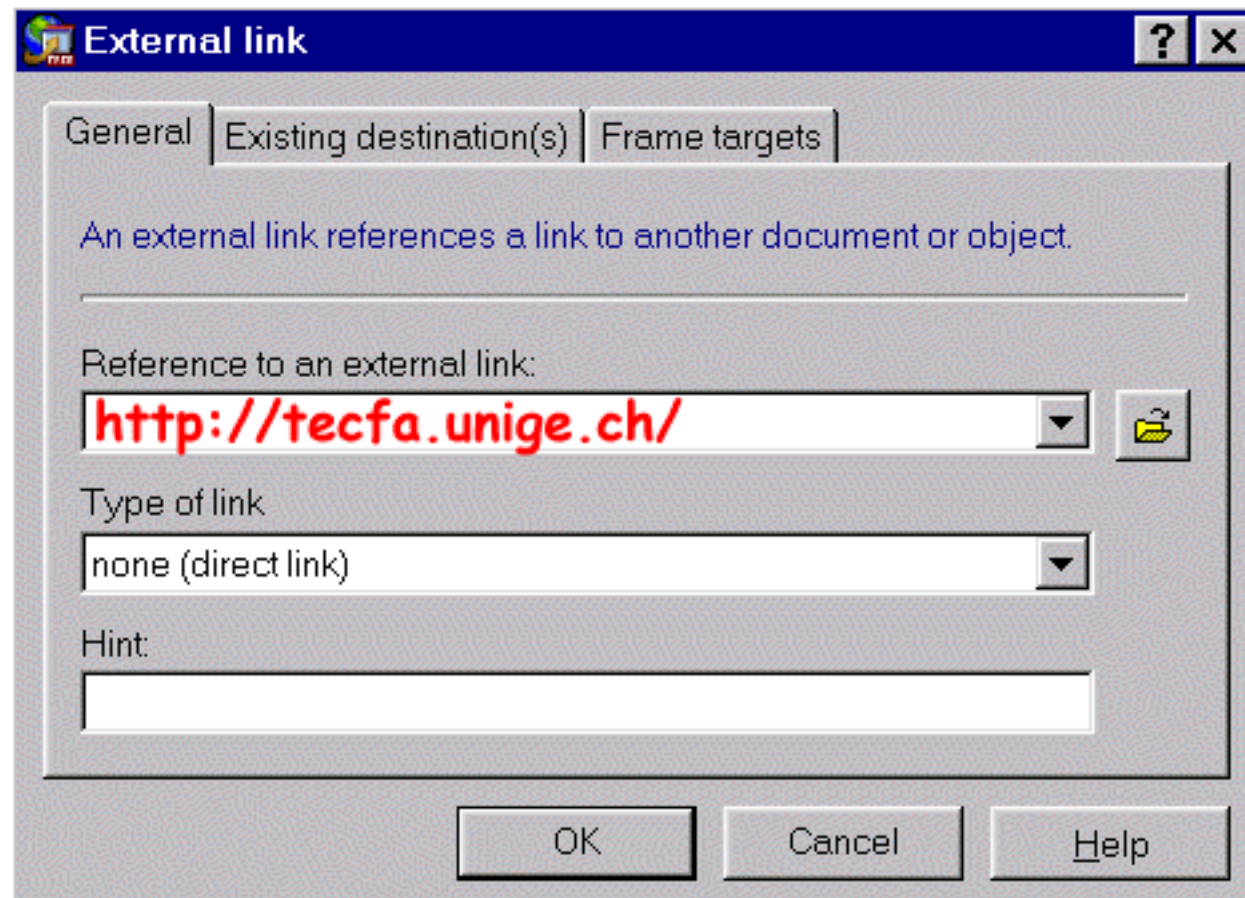 External link
General Existing destination(s) Frame targets
An external link references a link to another document or object.
Reference to an external link:
http://tecfa.unige.ch/
Type of link
none (direct link)
Hint:
OK Cancel Help